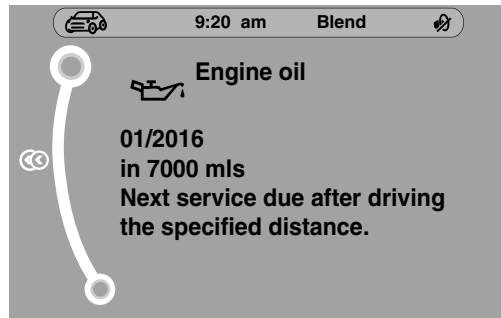 9:20 am Blend
Engine oil
01/2016
in 7000 mls
Next service due after driving
the specified distance.